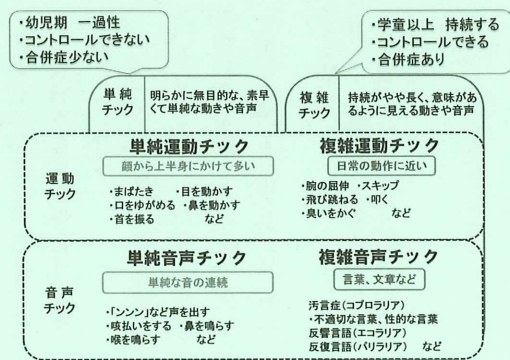 ・幼児期 一過性
・コントロールできない
・合併症少ない
・学童以上 持続する
・コントロールできる
・合併症あり
単純
チック
明らかに無目的な、素早
くて単純な動きや音声
複雑
チック
持続がやや長く、意味があ
るように見える動きや音声
運動
チック
単純運動チック
顔から上半身にかけて多い
・まばたき ・目を動かす
・口をゆがめる ・鼻を動かす
・首を振る など
複雑運動チック
日常の動作に近い
・腕の屈伸 ・スキップ
・飛び跳ねる ・叩く
・臭いをかぐ など
音声
チック
単純音声チック
単純な音の連続
・「ンンン」など声を出す
・咳払いをする ・鼻を鳴らす
・喉を鳴らす など
複雑音声チック
言葉、文章など
汚言症(コプロラリア)
・不適切な言葉、性的な言葉
反響言語(エコラリア)
反復言語(パリラリア) など